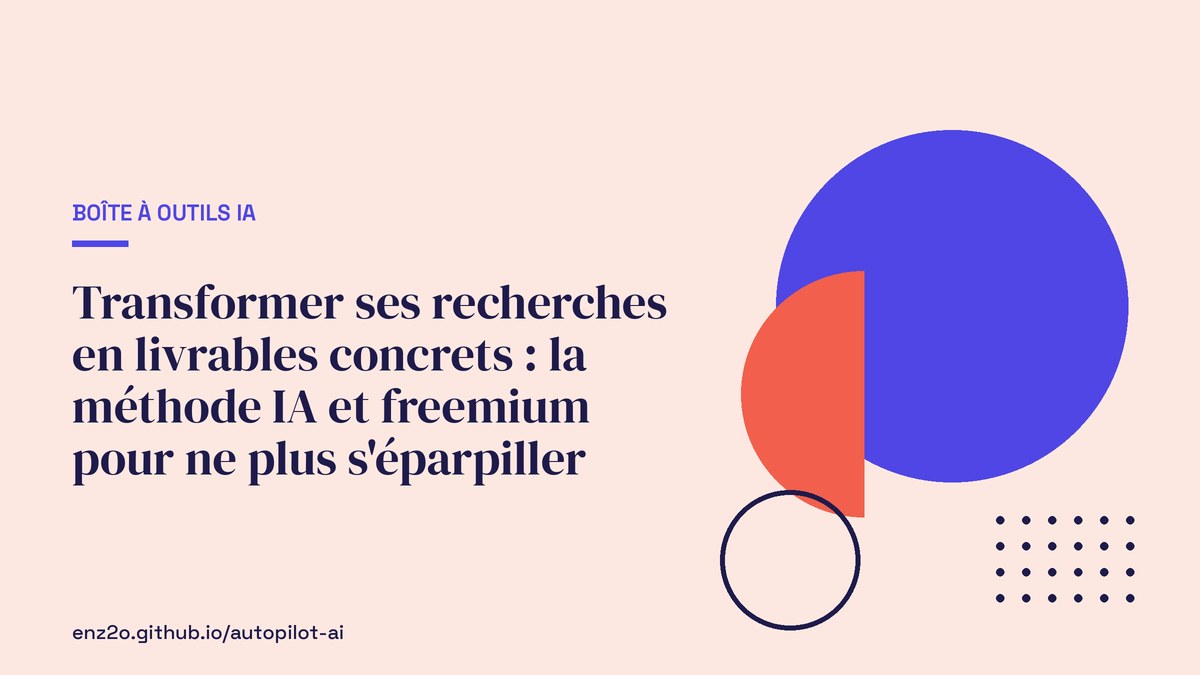 BOÎTE À OUTILS IA
Transformer ses recherches
en livrables concrets : la
méthode IA et freemium
pour ne plus s'éparpiller
enz2o.github.io/autopilot-ai